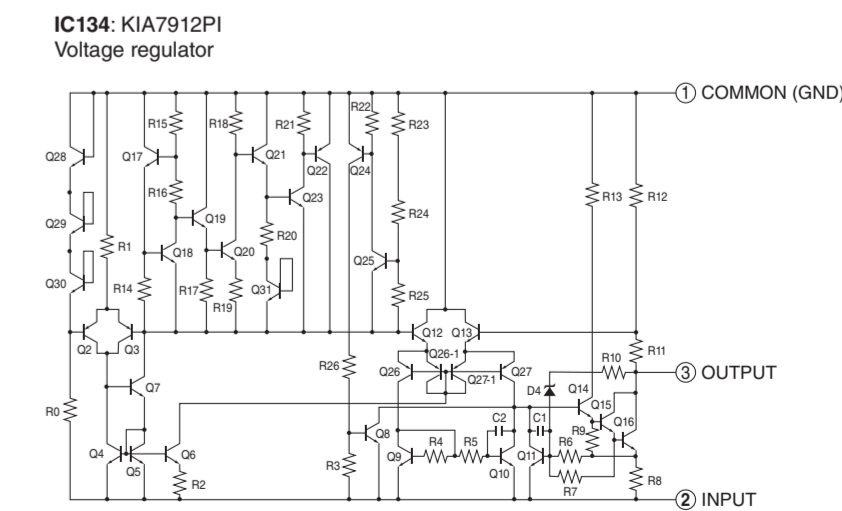 IC134: KIA7912PI
Voltage regulator
① COMMON (GND)
R15 R18 R21 R22 R23
Q28 Q17 Q21 Q22 Q24
R16 Q23 R13 R12
Q29 Q19 R24
R1 Q18 Q20 R20 Q25
Q30 R14 R17 R19 Q31 R25
Q2 Q3 Q12 Q13
Q26-1 R11
R26 Q26 Q27-1 Q27 R10 ③ OUTPUT
Q7 D4 Q14
R0 Q15
Q8 C2 C1 Q16
Q4 Q5 Q6 R4 R5 R9 R6
R3 Q9 Q10 Q11 R8
R2 R7
② INPUT